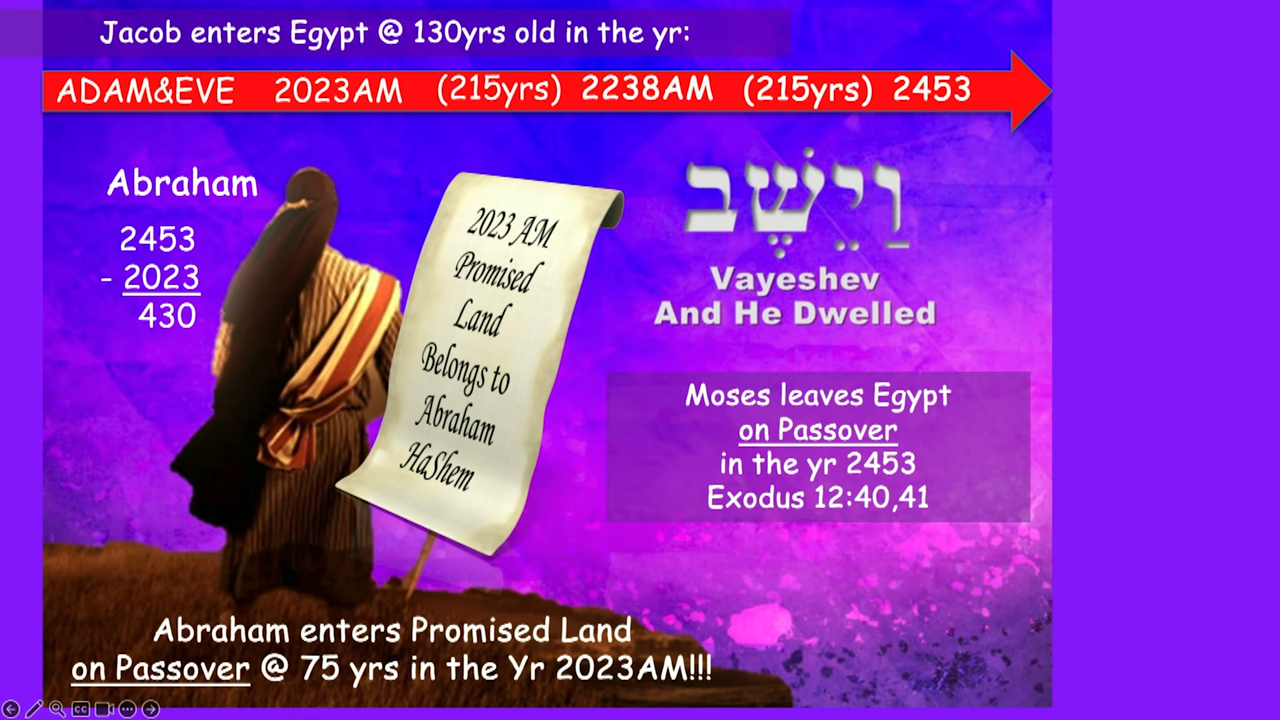 Jacob enters Egypt @ 130yrs old in the yr:
ADAM&EVE 2023AM (215yrs) 2238AM (215yrs) 2453
Abraham
2453
- 2023
430
2023 AM
Promised
Land
Belongs to
Abraham
HaShem
וַיֵּשֶׁב
Vayeshev
And He Dwelled
Moses leaves Egypt
on Passover
in the yr 2453
Exodus 12:40,41
Abraham enters Promised Land
on Passover @ 75 yrs in the Yr 2023AM!!!
CC